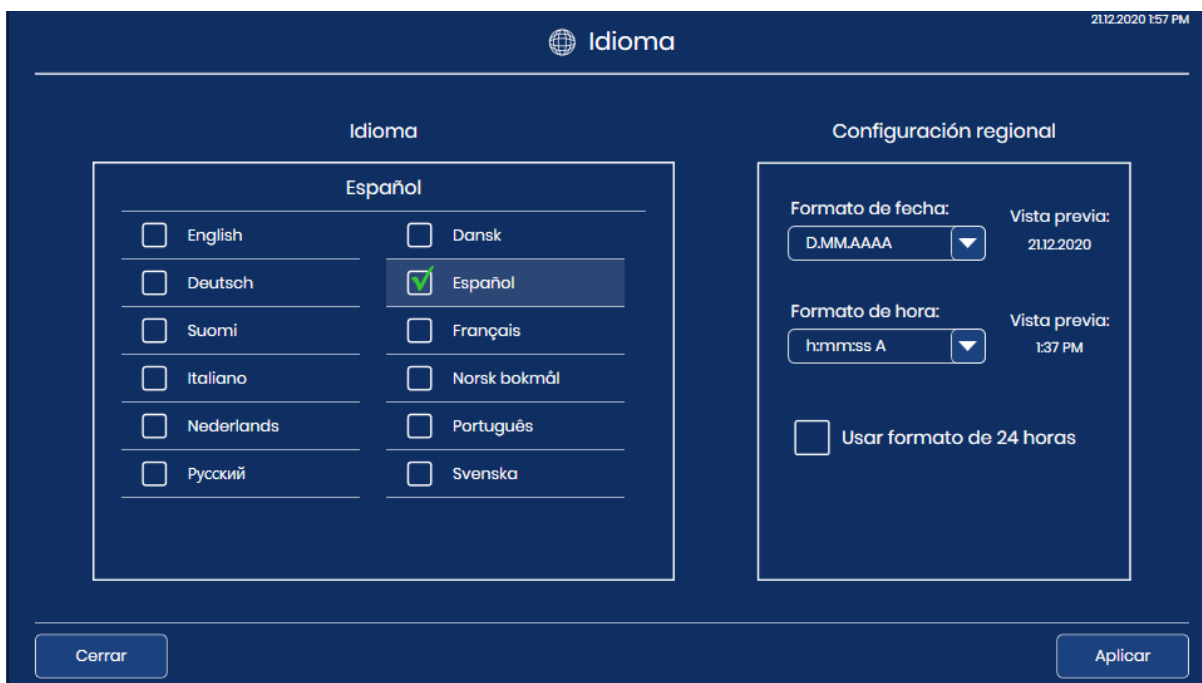 21.12.2020 1:57 PM
Idioma
Idioma
Español
English
Dansk
Deutsch
Español
Suomi
Français
Italiano
Norsk bokmål
Nederlands
Português
Русский
Svenska
Configuración regional
Formato de fecha:
Vista previa:
D.MM.AAAA
21.12.2020
Formato de hora:
Vista previa:
h:mm:ss A
1:37 PM
Usar formato de 24 horas
Cerrar
Aplicar